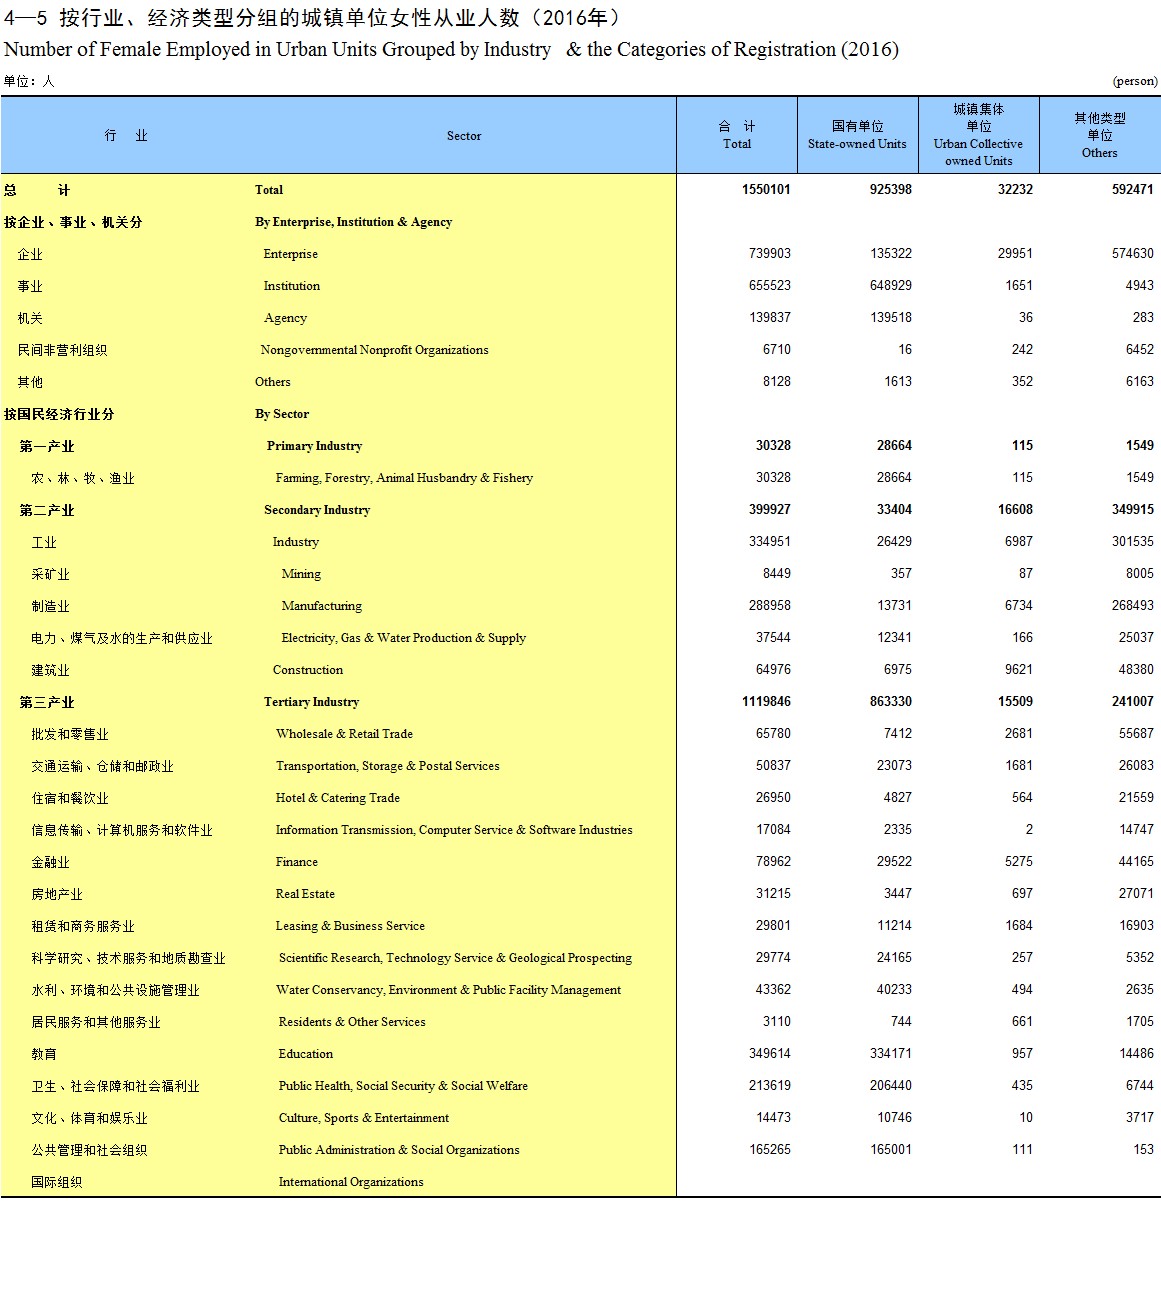 4—5 按行业、经济类型分组的城镇单位女性从业人数（2016年）
Number of Female Employed in Urban Units Grouped by Industry & the Categories of Registration (2016)
单位：人 (person)
行 业 Sector 合 计 Total 国有单位 State-owned Units 城镇集体单位 Urban Collective owned Units 其他类型单位 Others
总 计 Total 1550101 925398 32232 592471
按企业、事业、机关分 By Enterprise, Institution & Agency
企业 Enterprise 739903 135322 29951 574630
事业 Institution 655523 648929 1651 4943
机关 Agency 139837 139518 36 283
民间非营利组织 Nongovernmental Nonprofit Organizations 6710 16 242 6452
其他 Others 8128 1613 352 6163
按国民经济行业分 By Sector
第一产业 Primary Industry 30328 28664 115 1549
农、林、牧、渔业 Farming, Forestry, Animal Husbandry & Fishery 30328 28664 115 1549
第二产业 Secondary Industry 399927 33404 16608 349915
工业 Industry 334951 26429 6987 301535
采矿业 Mining 8449 357 87 8005
制造业 Manufacturing 288958 13731 6734 268493
电力、煤气及水的生产和供应业 Electricity, Gas & Water Production & Supply 37544 12341 166 25037
建筑业 Construction 64976 6975 9621 48380
第三产业 Tertiary Industry 1119846 863330 15509 241007
批发和零售业 Wholesale & Retail Trade 65780 7412 2681 55687
交通运输、仓储和邮政业 Transportation, Storage & Postal Services 50837 23073 1681 26083
住宿和餐饮业 Hotel & Catering Trade 26950 4827 564 21559
信息传输、计算机服务和软件业 Information Transmission, Computer Service & Software Industries 17084 2335 2 14747
金融业 Finance 78962 29522 5275 44165
房地产业 Real Estate 31215 3447 697 27071
租赁和商务服务业 Leasing & Business Service 29801 11214 1684 16903
科学研究、技术服务和地质勘查业 Scientific Research, Technology Service & Geological Prospecting 29774 24165 257 5352
水利、环境和公共设施管理业 Water Conservancy, Environment & Public Facility Management 43362 40233 494 2635
居民服务和其他服务业 Residents & Other Services 3110 744 661 1705
教育 Education 349614 334171 957 14486
卫生、社会保障和社会福利业 Public Health, Social Security & Social Welfare 213619 206440 435 6744
文化、体育和娱乐业 Culture, Sports & Entertainment 14473 10746 10 3717
公共管理和社会组织 Public Administration & Social Organizations 165265 165001 111 153
国际组织 International Organizations